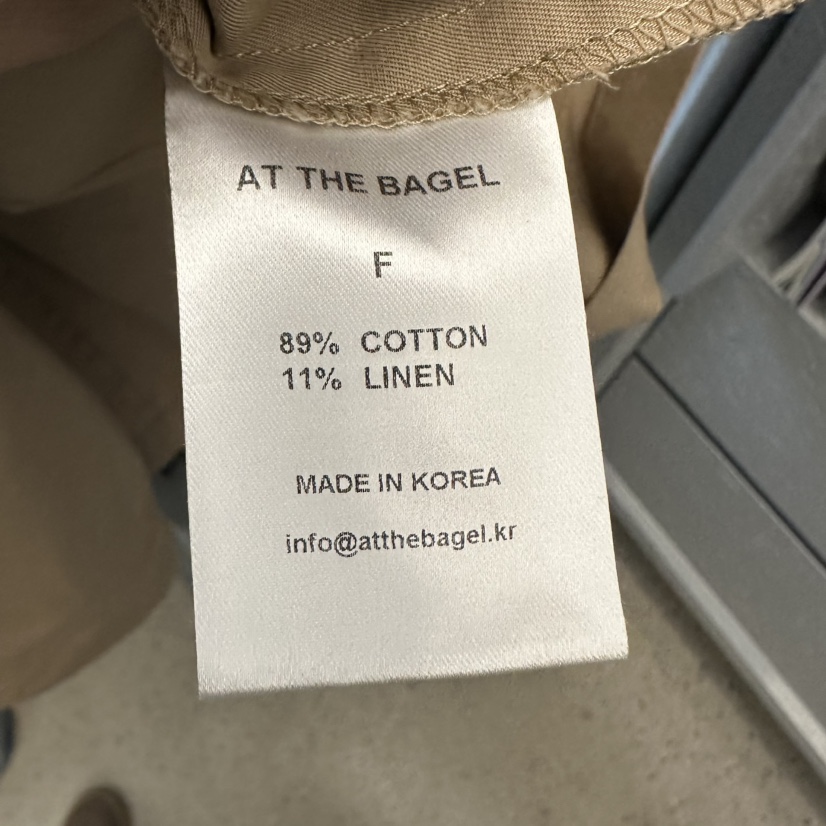 AT THE BAGEL
F
89% COTTON
11% LINEN
MADE IN KOREA
info@atthebagel.kr